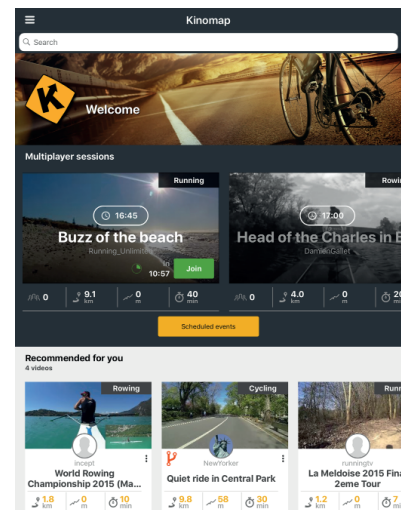 Kinomap
Search
K
Welcome
Multiplayer sessions
Running
16:45
Buzz of the beach
Running_Unlimited
in
10:57
Join
0
9.1
km
0
m
40
min
17:00
Head of the Charles in
DamienGallet
0
4.0
km
0
m
min
Scheduled events
Recommended for you
4 videos
Rowing
incept
World Rowing
Championship 2015 (Ma...
1.8
km
0
m
10
min
Cycling
NewYorker
Quiet ride in Central Park
9.8
km
58
m
30
min
runningtv
La Meldoise 2015
2eme Tour
1.2
km
0
m
7
min